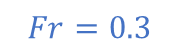 Fr = 0.3